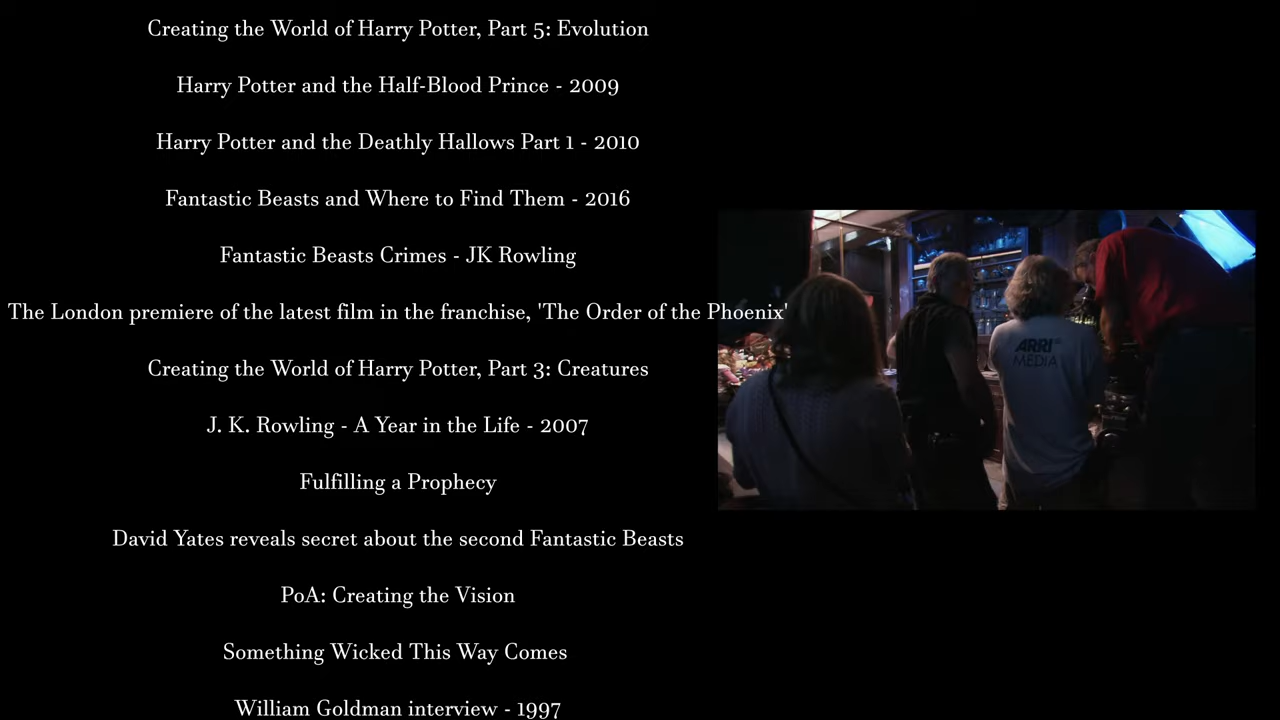 Creating the World of Harry Potter, Part 5: Evolution
Harry Potter and the Half-Blood Prince - 2009
Harry Potter and the Deathly Hallows Part 1 - 2010
Fantastic Beasts and Where to Find Them - 2016
Fantastic Beasts Crimes - JK Rowling
The London premiere of the latest film in the franchise, 'The Order of the Phoenix'
Creating the World of Harry Potter, Part 3: Creatures
J. K. Rowling - A Year in the Life - 2007
Fulfilling a Prophecy
David Yates reveals secret about the second Fantastic Beasts
PoA: Creating the Vision
Something Wicked This Way Comes
William Goldman interview - 1997
ARRI
MEDIA